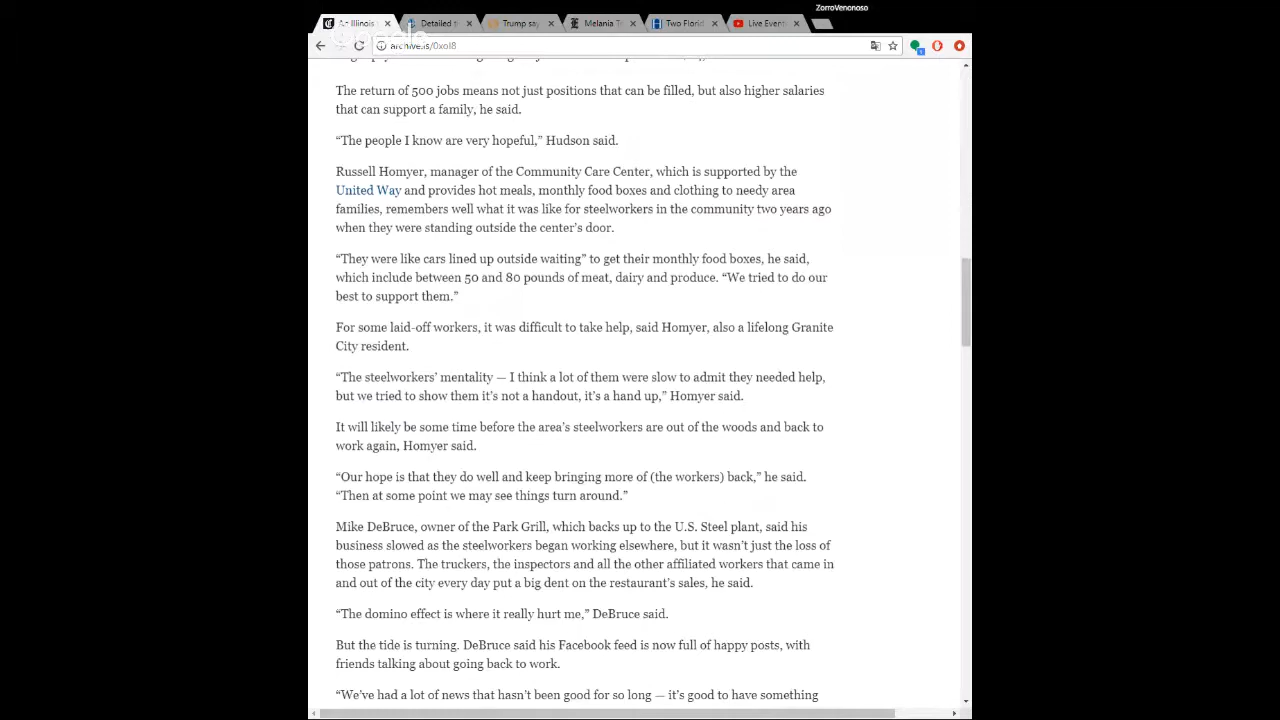 ZorroVenonoso
An Illinois
Detailed
Trump say
Melania Tr
Two Florid
Live Event
archive.is/0xol8
The return of 500 jobs means not just positions that can be filled, but also higher salaries
that can support a family, he said.
“The people I know are very hopeful,” Hudson said.
Russell Homyer, manager of the Community Care Center, which is supported by the
United Way and provides hot meals, monthly food boxes and clothing to needy area
families, remembers well what it was like for steelworkers in the community two years ago
when they were standing outside the center’s door.
“They were like cars lined up outside waiting” to get their monthly food boxes, he said,
which include between 50 and 80 pounds of meat, dairy and produce. “We tried to do our
best to support them.”
For some laid-off workers, it was difficult to take help, said Homyer, also a lifelong Granite
City resident.
“The steelworkers’ mentality — I think a lot of them were slow to admit they needed help,
but we tried to show them it’s not a handout, it’s a hand up,” Homyer said.
It will likely be some time before the area’s steelworkers are out of the woods and back to
work again, Homyer said.
“Our hope is that they do well and keep bringing more of (the workers) back,” he said.
“Then at some point we may see things turn around.”
Mike DeBruce, owner of the Park Grill, which backs up to the U.S. Steel plant, said his
business slowed as the steelworkers began working elsewhere, but it wasn’t just the loss of
those patrons. The truckers, the inspectors and all the other affiliated workers that came in
and out of the city every day put a big dent on the restaurant’s sales, he said.
“The domino effect is where it really hurt me,” DeBruce said.
But the tide is turning. DeBruce said his Facebook feed is now full of happy posts, with
friends talking about going back to work.
“We’ve had a lot of news that hasn’t been good for so long — it’s good to have something